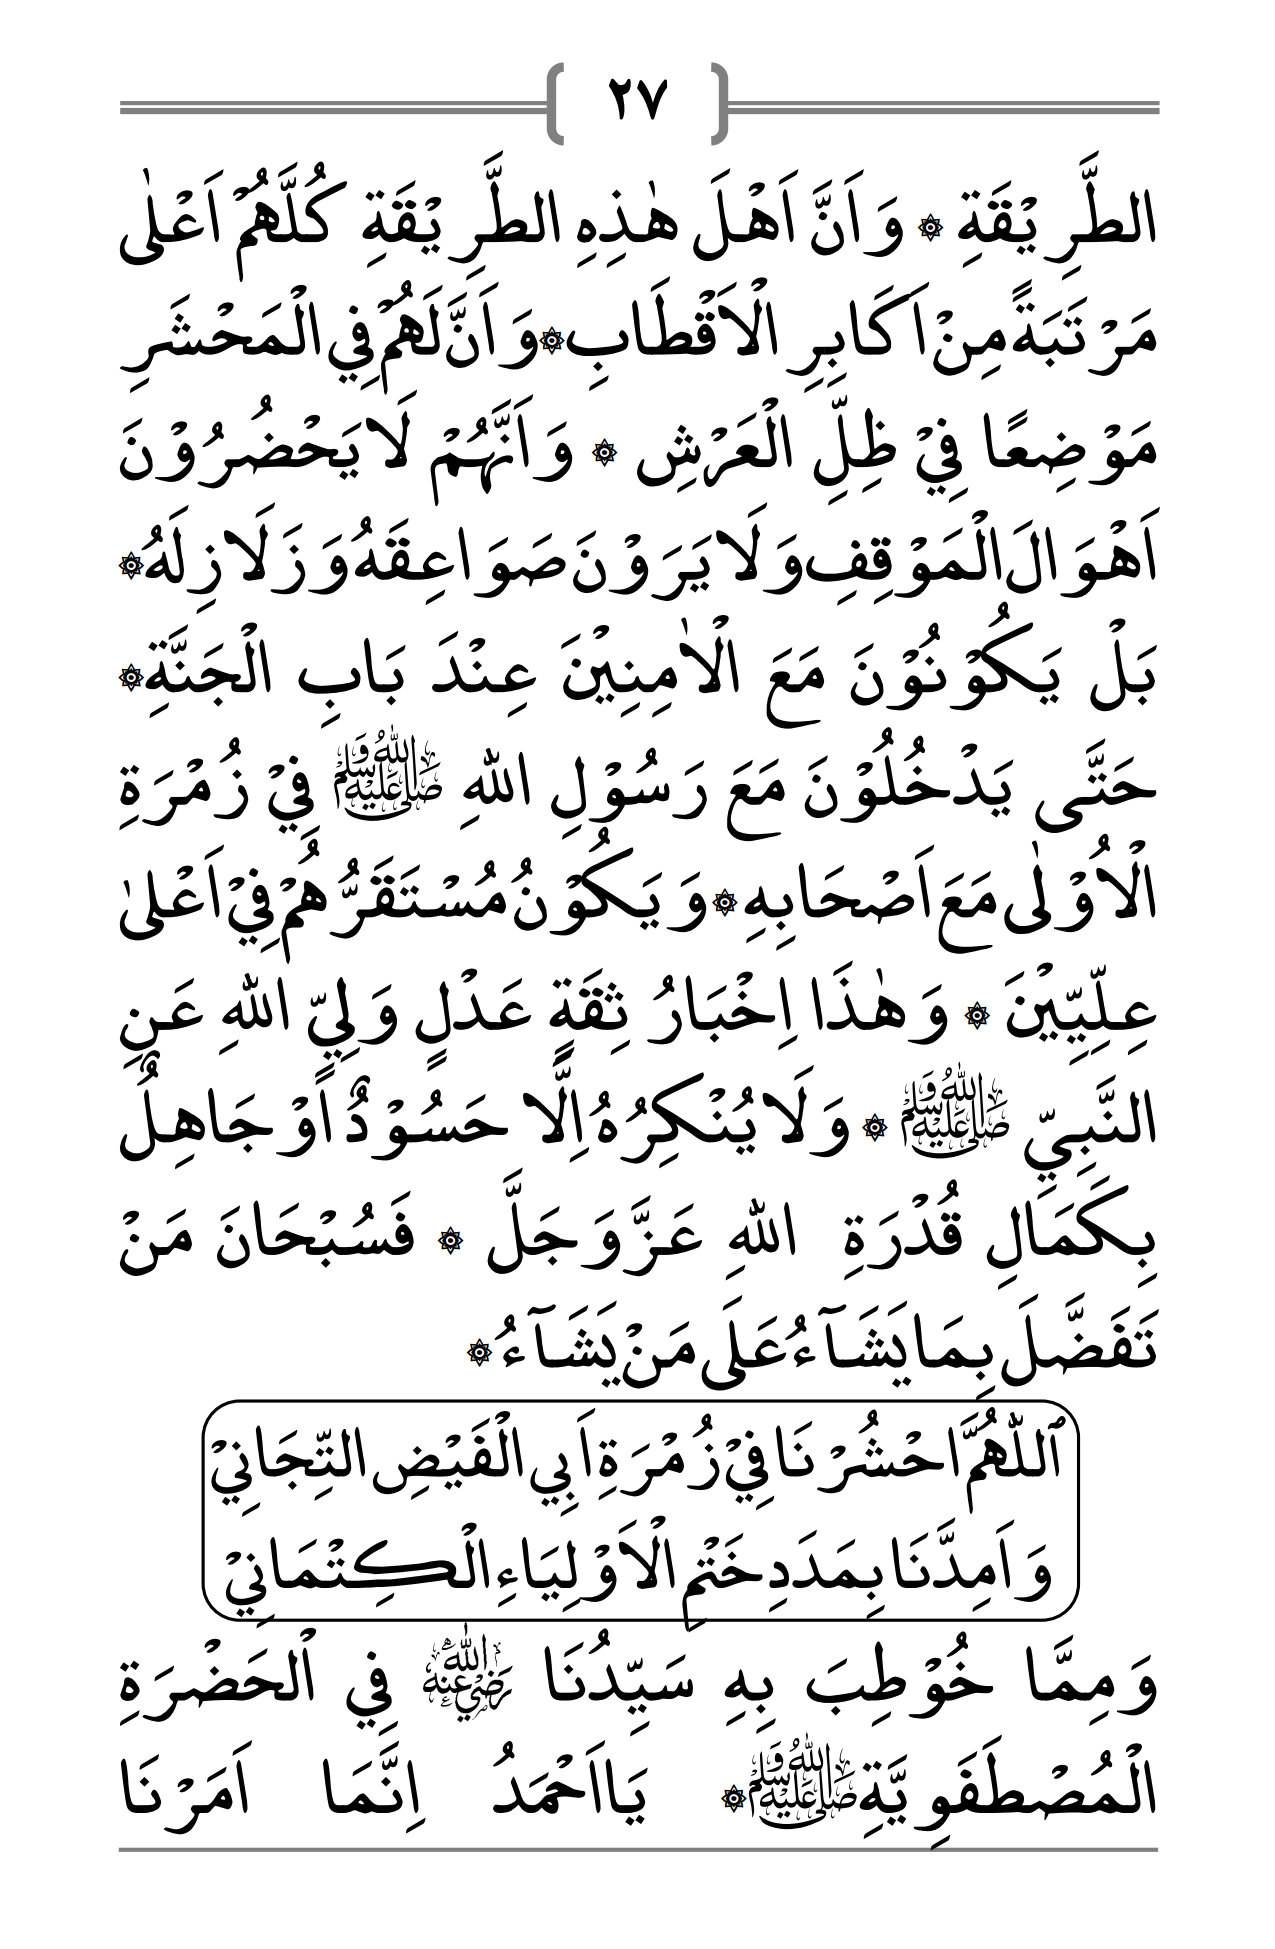 ٢٧
الطَّرِيْقَةِ ۞ وَاَنَّ اَهْلَ هٰذِهِ الطَّرِيْقَةِ كُلَّهُمْ اَعْلٰى
مَرْتَبَةً مِنْ اَكَابِرِ الْاَقْطَابِ ۞ وَاَنَّ لَهُمْ فِي الْمَحْشَرِ
مَوْضِعًا فِيْ ظِلِّ الْعَرْشِ ۞ وَاَنَّهُمْ لَا يَحْضُرُوْنَ
اَهْوَالَ الْمَوْقِفِ وَلَا يَرَوْنَ صَوَاعِقَهُ وَزَلَازِلَهُ ۞
بَلْ يَكُوْنُوْنَ مَعَ الْاٰمِنِيْنَ عِنْدَ بَابِ الْجَنَّةِ ۞
حَتَّى يَدْخُلُوْنَ مَعَ رَسُوْلِ اللهِ ﷺ فِيْ زُمْرَةِ
الْاُوْلٰى مَعَ اَصْحَابِهِ ۞ وَيَكُوْنُ مُسْتَقَرُّهُمْ فِيْ اَعْلىٰ
عِلِّيِّيْنَ ۞ وَهٰذَا اِخْبَارُ ثِقَةٍ عَدْلٍ وَلِيِّ اللهِ عَنِ
النَّبِيِّ ﷺ ۞ وَلَا يُنْكِرُهُ اِلَّا حَسُوْدٌ اَوْ جَاهِلٌ
بِكَمَالِ قُدْرَةِ اللهِ عَزَّ وَجَلَّ ۞ فَسُبْحَانَ مَنْ
تَفَضَّلَ بِمَا يَشَآءُ عَلَى مَنْ يَشَآءُ ۞
اَللّٰهُمَّ احْشُرْنَا فِيْ زُمْرَةِ اَبِي الْفَيْضِ التِّجَانِيْ
وَاَمِدَّنَا بِمَدَدِ خَتْمِ الْاَوْلِيَاءِ الْكِتْمَانِيْ
وَمِمَّا خُوْطِبَ بِهِ سَيِّدُنَا رَضِيَ اللهُ عَنْهُ فِي الْحَضْرَةِ
الْمُصْطَفَوِيَّةِ ﷺ ۞ يَا اَحْمَدُ اِنَّمَا اَمَرْنَا